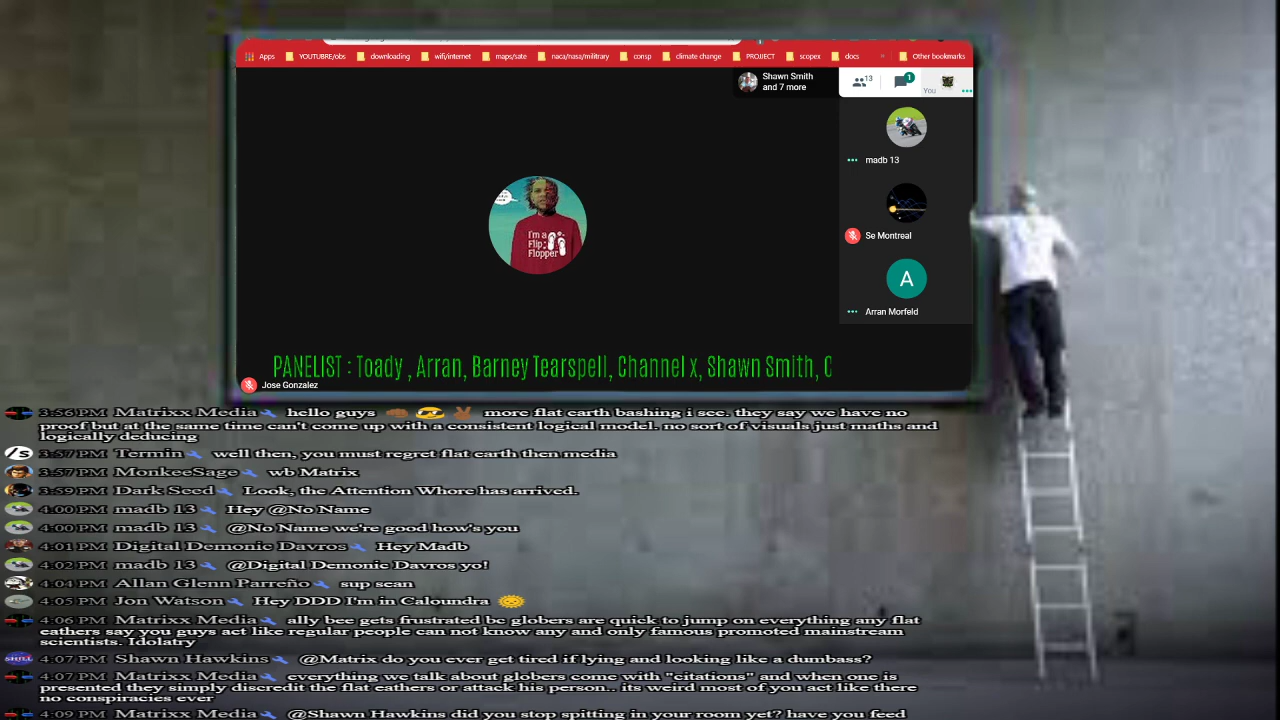 Apps YOUTUBRE/obs downloading wifi/internet maps/sate naca/nasa/militrary consp climate change PROJECT scopex docs Other bookmarks
Shawn Smith
and 7 more
13
1
You
madb 13
I'm a
Flip
Flopper
Se Montreal
A
Arran Morfeld
PANELIST : Toady , Arran, Barney Tearspell, Channel x, Shawn Smith, C
Jose Gonzalez
3:56 PM Matrixx Media hello guys more flat earth bashing i see. they say we have no
proof but at the same time can't come up with a consistent logical model. no sort of visuals just maths and
logically deducing
3:57 PM Termin well then, you must regret flat earth then media
3:57 PM MonkeeSage wb Matrix
3:59 PM Dark Seed Look, the Attention Whore has arrived.
4:00 PM madb 13 Hey @No Name
4:00 PM madb 13 @No Name we're good how's you
4:01 PM Digital Demonic Davros Hey Madb
4:02 PM madb 13 @Digital Demonic Davros yo!
4:04 PM Allan Glenn Parreño sup scan
4:05 PM Jon Watson Hey DDD I'm in Caloundra
4:06 PM Matrixx Media ally bee gets frustrated bc globers are quick to jump on everything any flat
eathers say you guys act like regular people can not know any and only famous promoted mainstream
scientists. Idolatry
4:07 PM Shawn Hawkins @Matrix do you ever get tired if lying and looking like a dumbass?
4:07 PM Matrixx Media everything we talk about globers come with "citations" and when one is
presented they simply discredit the flat eathers or attack his person.. its weird most of you act like there
no conspiracies ever
4:09 PM Matrixx Media @Shawn Hawkins did you stop spitting in your room yet? have you feed